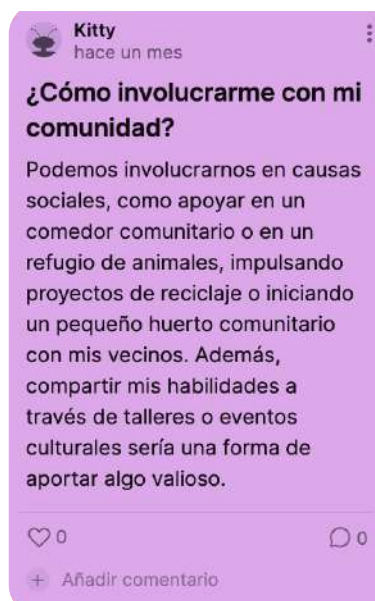 Kitty
hace un mes
¿Cómo involucrarme con mi
comunidad?
Podemos involucrarnos en causas
sociales, como apoyar en un
comedor comunitario o en un
refugio de animales, impulsando
proyectos de reciclaje o iniciando
un pequeño huerto comunitario
con mis vecinos. Además,
compartir mis habilidades a
través de talleres o eventos
culturales sería una forma de
aportar algo valioso.
0 0
Añadir comentario